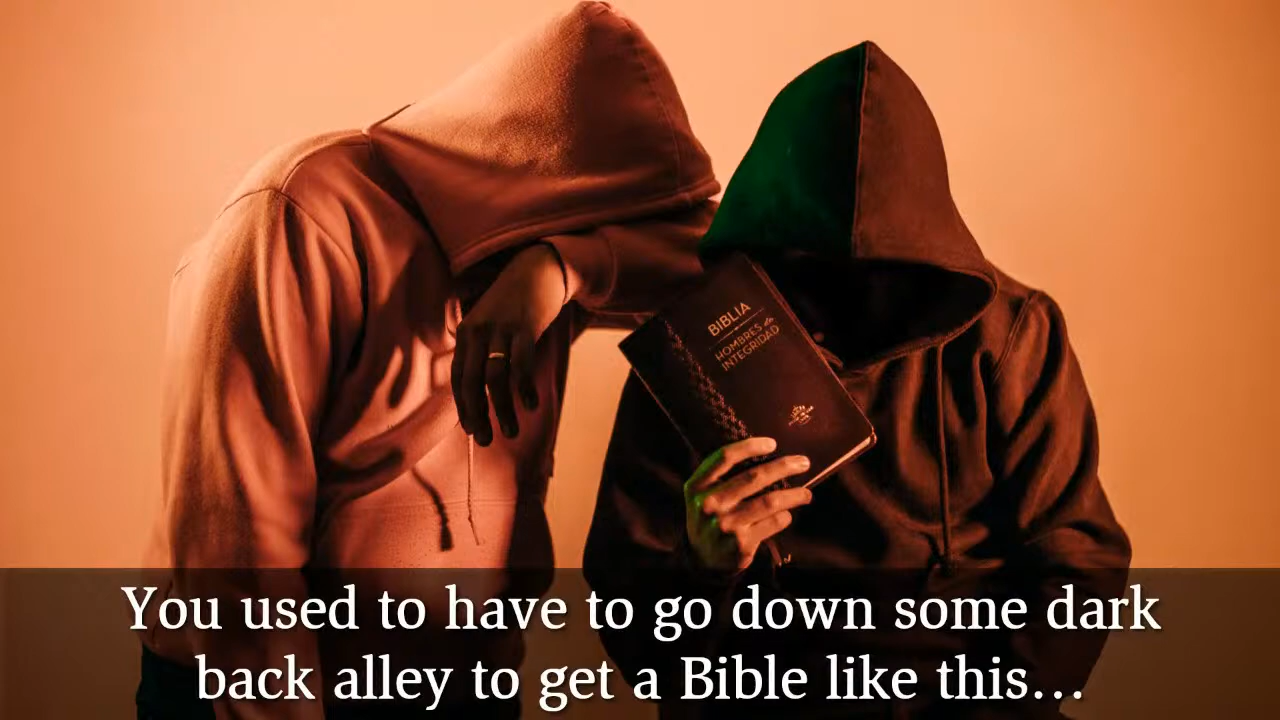 BIBLIA
HOMBRES de
INTEGRIDAD
You used to have to go down some dark
back alley to get a Bible like this...